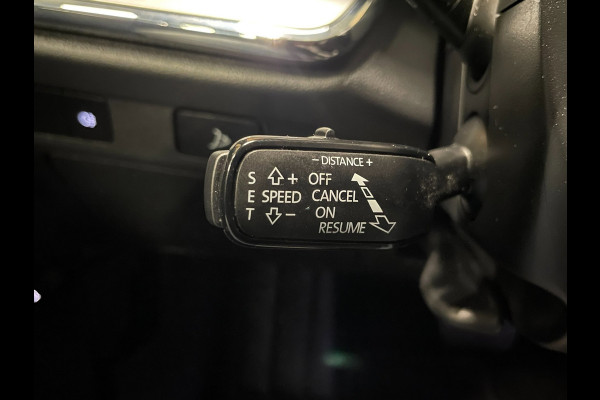 − DISTANCE +
S + OFF
E SPEED CANCEL
T − ON
RESUME